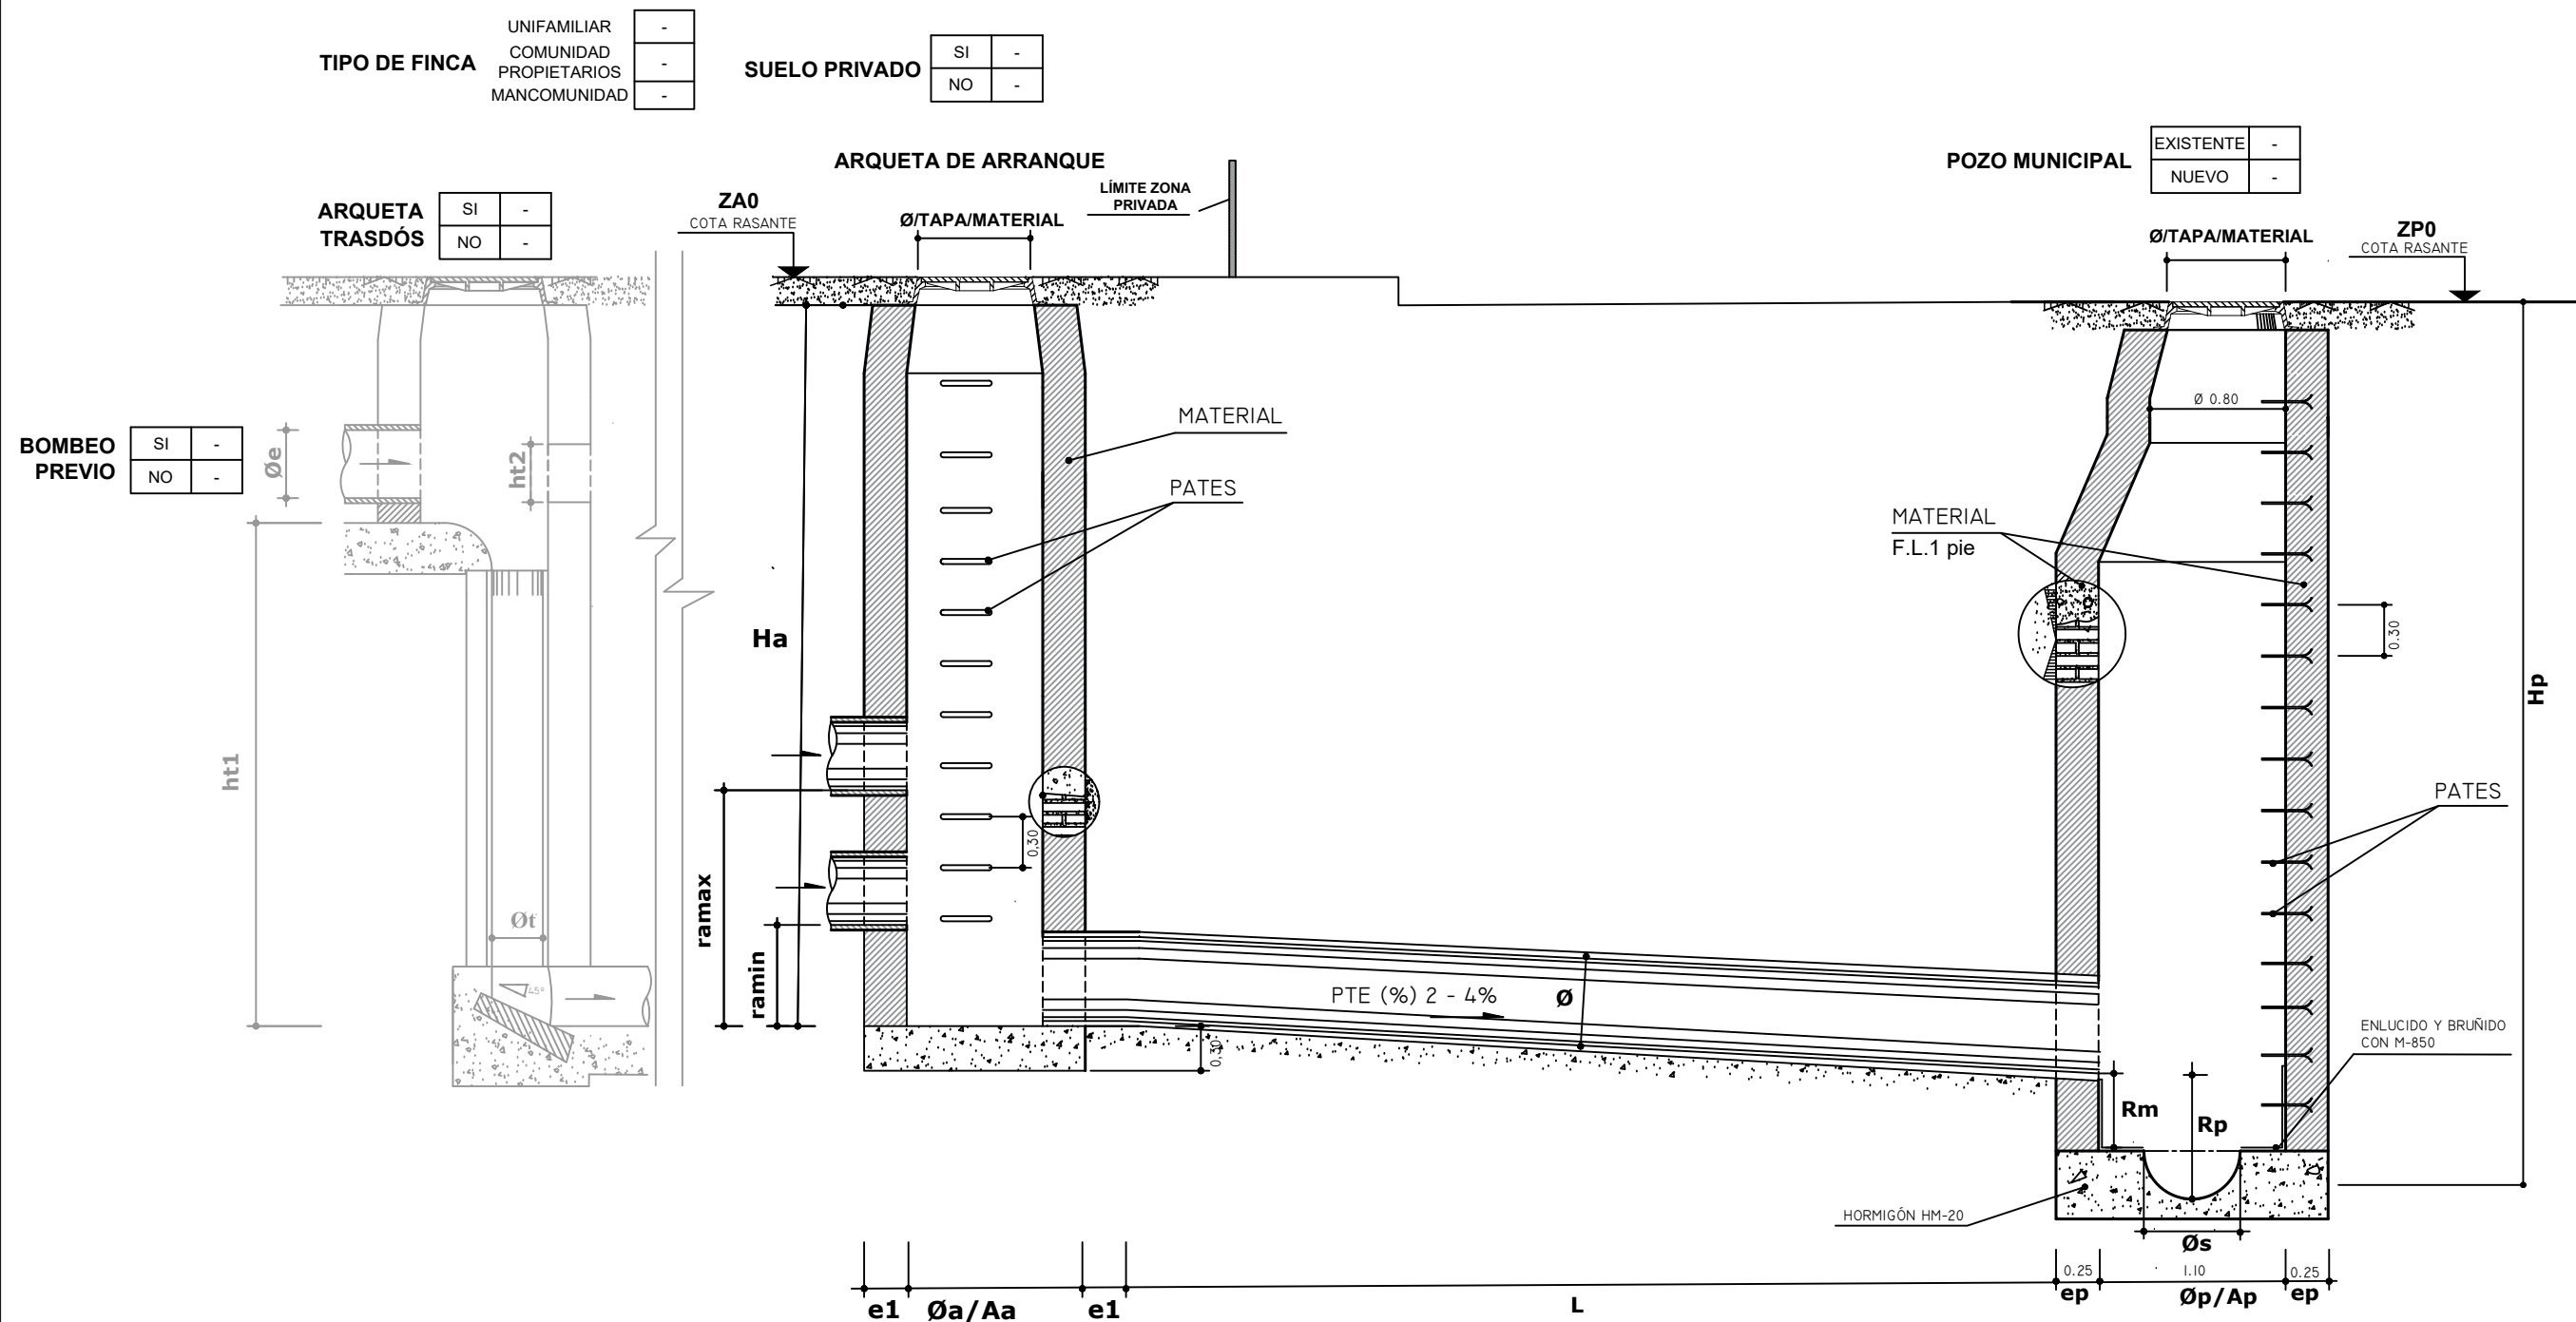 UNIFAMILIAR -
TIPO DE FINCA
COMUNIDAD
PROPIETARIOS -
MANCOMUNIDAD -
SUELO PRIVADO
SI -
NO -
ARQUETA DE ARRANQUE
POZO MUNICIPAL
EXISTENTE -
NUEVO -
ARQUETA
TRASDÓS
SI -
NO -
ZA0
COTA RASANTE
Ø/TAPA/MATERIAL
LÍMITE ZONA
PRIVADA
Ø/TAPA/MATERIAL
ZP0
COTA RASANTE
BOMBEO
PREVIO
SI -
NO -
Øe
ht2
ht1
Øt
45°
MATERIAL
PATES
Ha
ramax
ramin
0.30
0.30
PTE (%) 2 - 4%
Ø
Ø 0.80
MATERIAL
F.L.1 pie
0.30
Hp
PATES
ENLUCIDO Y BRUÑIDO
CON M-850
Rm
Rp
HORMIGÓN HM-20
Øs
0.25
1.10
0.25
e1
Øa/Aa
e1
L
ep
Øp/Ap
ep